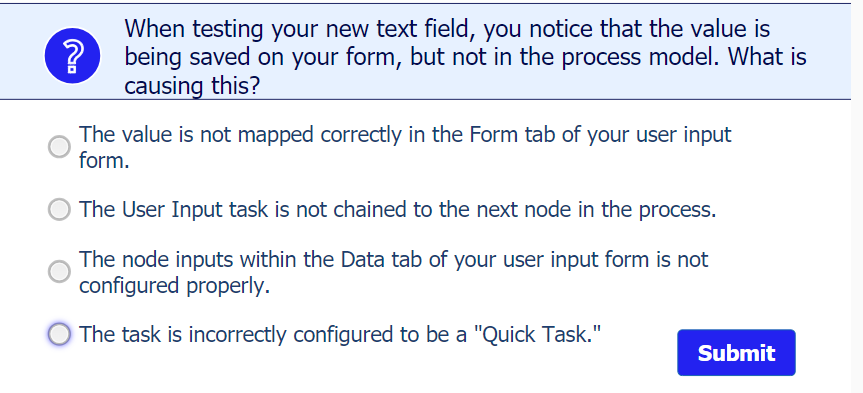 ?
When testing your new text field, you notice that the value is
being saved on your form, but not in the process model. What is
causing this?
The value is not mapped correctly in the Form tab of your user input
form.
The User Input task is not chained to the next node in the process.
The node inputs within the Data tab of your user input form is not
configured properly.
The task is incorrectly configured to be a "Quick Task."
Submit